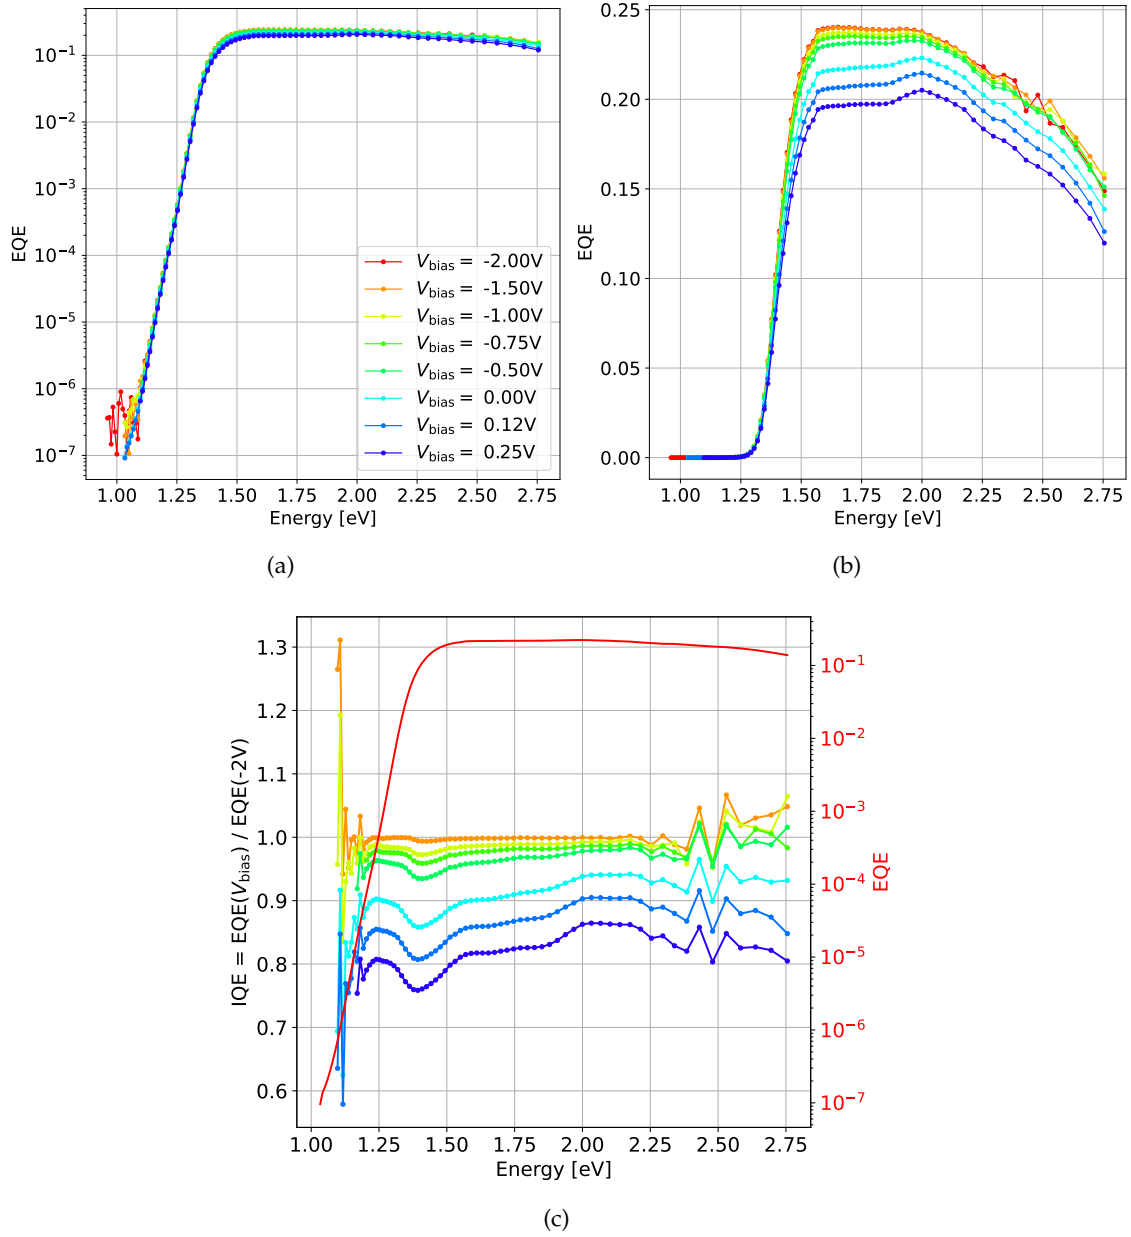 10⁻¹
10⁻²
10⁻³
10⁻⁴
10⁻⁵
10⁻⁶
10⁻⁷
EQE
V_bias = -2.00V
V_bias = -1.50V
V_bias = -1.00V
V_bias = -0.75V
V_bias = -0.50V
V_bias = 0.00V
V_bias = 0.12V
V_bias = 0.25V
1.00 1.25 1.50 1.75 2.00 2.25 2.50 2.75
Energy [eV]
(a)
0.25
0.20
0.15
0.10
0.05
0.00
EQE
1.00 1.25 1.50 1.75 2.00 2.25 2.50 2.75
Energy [eV]
(b)
1.3
1.2
1.1
1.0
0.9
0.8
0.7
0.6
IQE = EQE(V_bias) / EQE(-2V)
10⁻¹
10⁻²
10⁻³
10⁻⁴
10⁻⁵
10⁻⁶
10⁻⁷
EQE
1.00 1.25 1.50 1.75 2.00 2.25 2.50 2.75
Energy [eV]
(c)